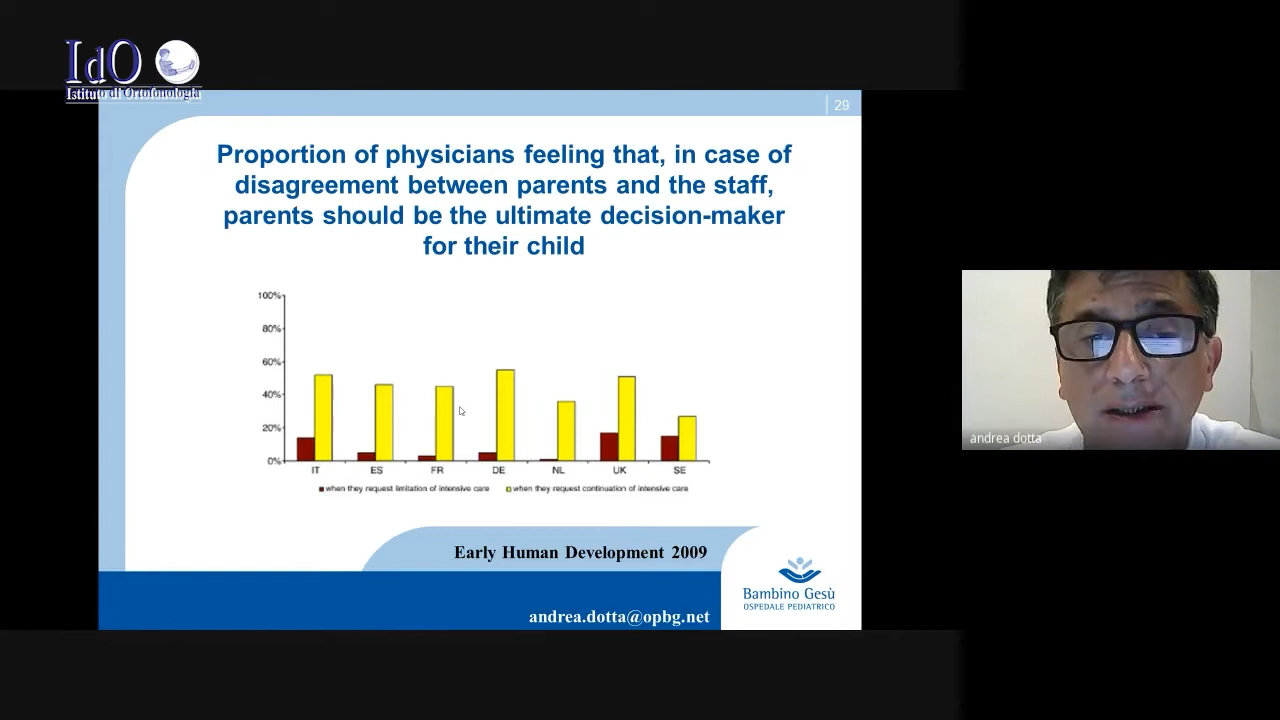 IdO
Istituto di Ortofonologia
29
Proportion of physicians feeling that, in case of
disagreement between parents and the staff,
parents should be the ultimate decision-maker
for their child
100%
80%
60%
40%
20%
0%
IT ES FR DE NL UK SE
when they request limitation of intensive care when they request continuation of intensive care
Early Human Development 2009
Bambino Gesù
OSPEDALE PEDIATRICO
andrea.dotta@opbg.net
andrea dotta